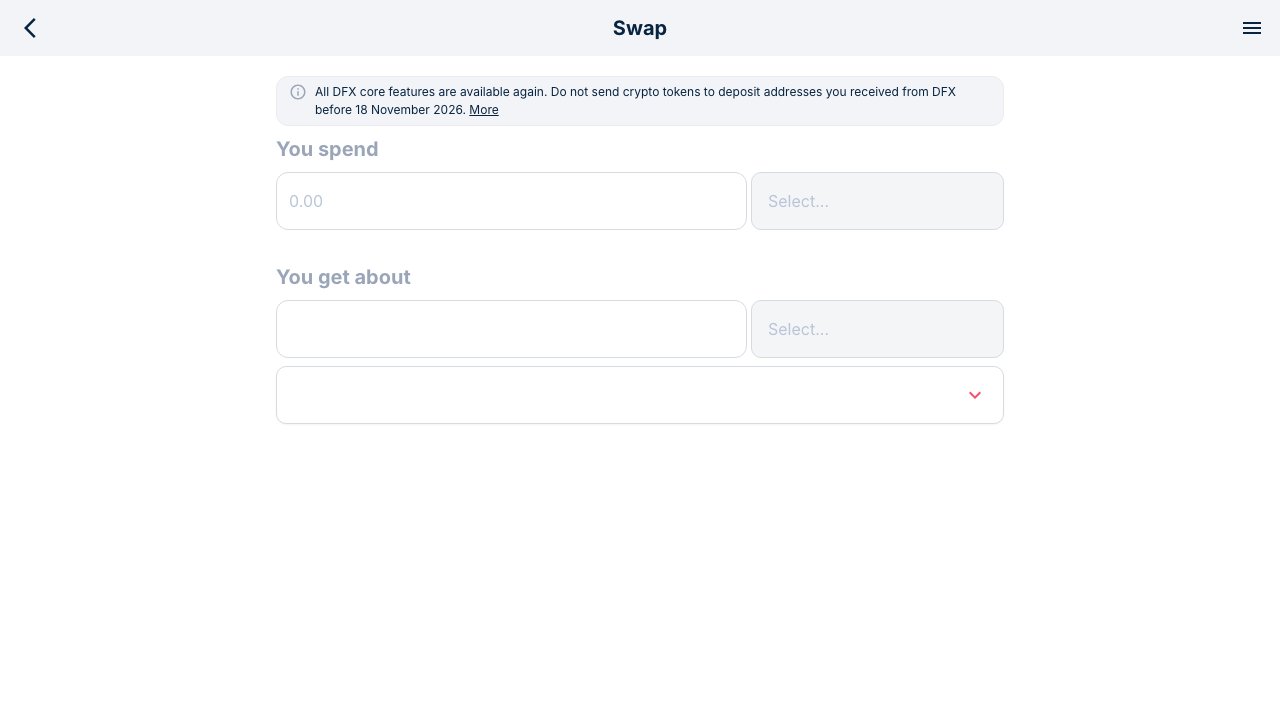 Swap
All DFX core features are available again. Do not send crypto tokens to deposit addresses you received from DFX
before 18 November 2026. More
You spend
0.00
Select...
You get about
Select...